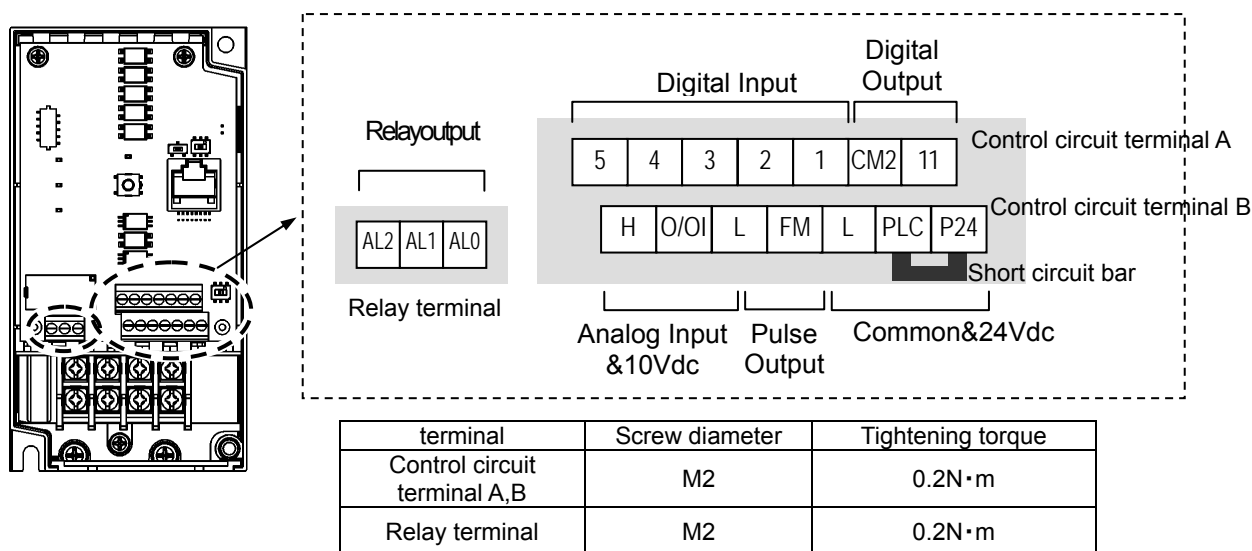 Digital Input
Digital
Output
Relayoutput
5 4 3 2 1 CM2 11
Control circuit terminal A
H O/OI L FM L PLC P24
Control circuit terminal B
AL2 AL1 AL0
Short circuit bar
Relay terminal
Analog Input
&10Vdc
Pulse
Output
Common&24Vdc
terminal Screw diameter Tightening torque
Control circuit
terminal A,B M2 0.2N・m
Relay terminal M2 0.2N・m